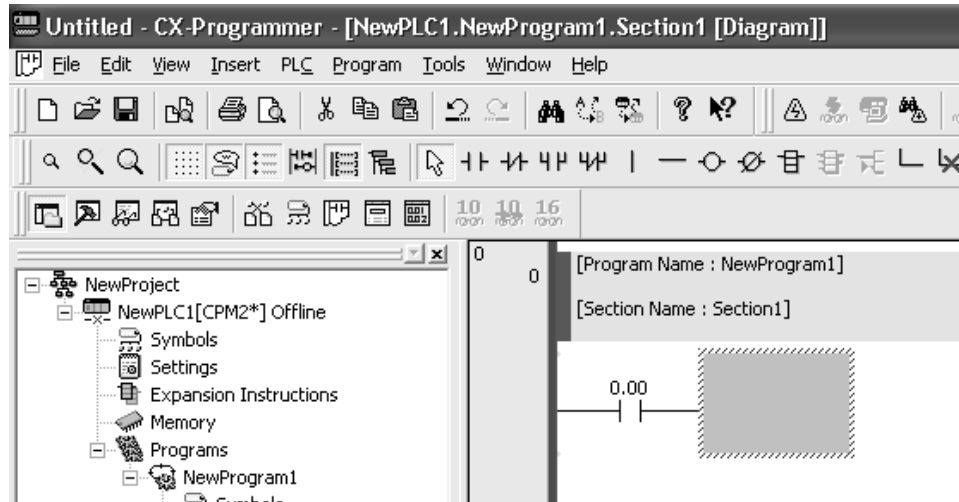 Untitled - CX-Programmer - [NewPLC1.NewProgram1.Section1 [Diagram]]
File Edit View Insert PLC Program Tools Window Help
10 10 16
NewProject
NewPLC1[CPM2*] Offline
Symbols
Settings
Expansion Instructions
Memory
Programs
NewProgram1
Symbols
0
0
[Program Name : NewProgram1]
[Section Name : Section1]
0.00